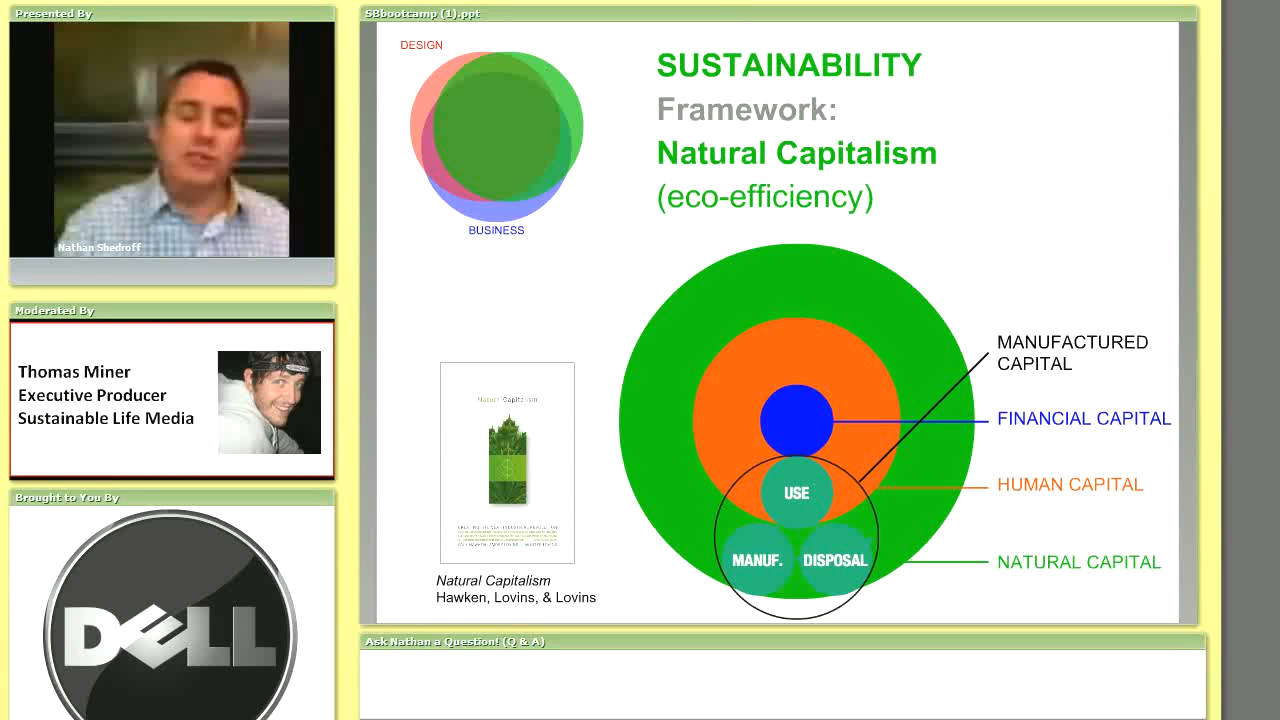 Presented By
Nathan Shedroff
Moderated By
Thomas Miner
Executive Producer
Sustainable Life Media
Brought to You By
DELL
SBbootcamp (1).ppt
DESIGN
BUSINESS
SUSTAINABILITY
Framework:
Natural Capitalism
(eco-efficiency)
Natural Capitalism
$
Natural Capitalism
Hawken, Lovins, & Lovins
MANUFACTURED
CAPITAL
FINANCIAL CAPITAL
HUMAN CAPITAL
NATURAL CAPITAL
USE
MANUF.
DISPOSAL
Ask Nathan a Question! (Q & A)